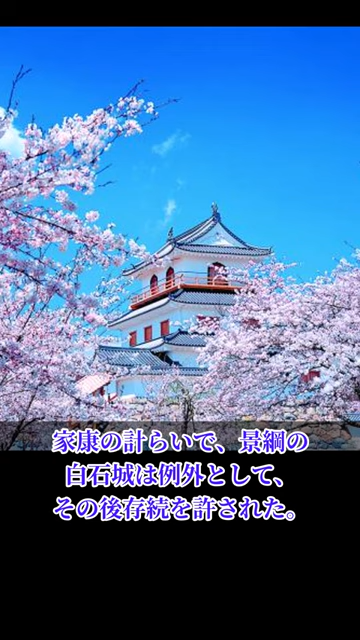 家康の計らいで、景綱の
白石城は例外として、
その後存続を許された。